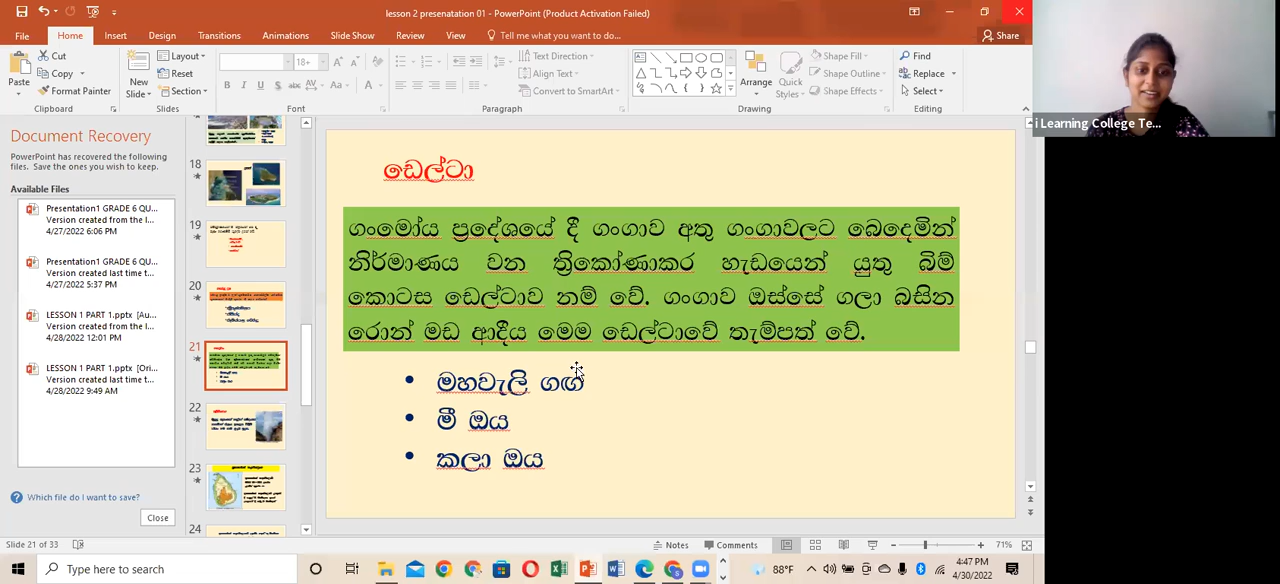 lesson 2 presenatation 01 - PowerPoint (Product Activation Failed)
File Home Insert Design Transitions Animations Slide Show Review View Tell me what you want to do... Share
Paste
Cut
Copy
Format Painter
Clipboard
New Slide
Layout
Reset
Section
Slides
18+
Font
Text Direction
Align Text
Convert to SmartArt
Paragraph
Arrange
Quick Styles
Shape Fill
Shape Outline
Shape Effects
Drawing
Find
Replace
Select
Editing
i Learning College Te...
Document Recovery
PowerPoint has recovered the following files. Save the ones you wish to keep.
Available Files
Presentation1 GRADE 6 QU...
Version created from the l...
4/27/2022 6:06 PM
Presentation1 GRADE 6 QU...
Version created last time t...
4/27/2022 5:37 PM
LESSON 1 PART 1.pptx [Au...
Version created from the l...
4/28/2022 12:01 PM
LESSON 1 PART 1.pptx [Ori...
Version created last time t...
4/28/2022 9:49 AM
Which file do I want to save?
Close
18
19
20
21
22
23
24
ඩෙල්ටා
ගංමෝය ප්‍රදේශයේ දී ගංගාව අතු ගංගාවලට බෙදෙමින්
නිර්මාණය වන ත්‍රිකෝණාකර හැඩයෙන් යුතු බිම්
කොටස ඩෙල්ටාව නම් වේ. ගංගාව ඔස්සේ ගලා බසින
රොන් මඩ ආදීය මෙම ඩෙල්ටාවේ තැම්පත් වේ.
• මහවැලි ගඟ
• මී ඔය
• කලා ඔය
Slide 21 of 33
Notes Comments 71%
Type here to search
88°F
4:47 PM
4/30/2022